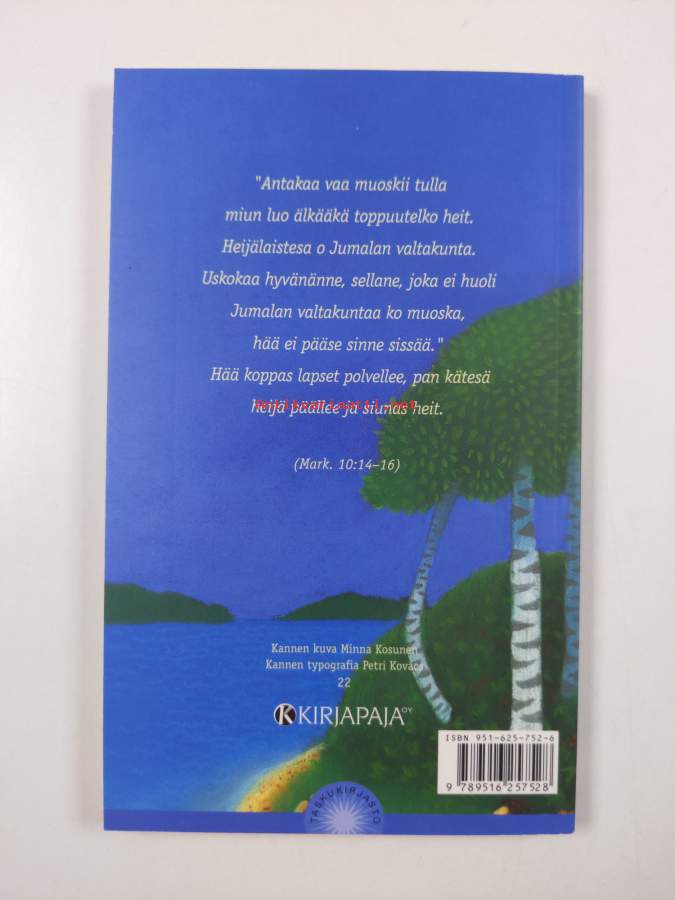 "Antakaa vaa muoskii tulla
miun luo älkääkä toppuutelko heit.
Heijälaistesa o Jumalan valtakunta.
Uskokaa hyvänänne, sellane, joka ei huoli
Jumalan valtakuntaa ko muoska,
hää ei pääse sinne sissää."
Hää koppas lapset polvellee, pan kätesä
heijä päällee ja siunas heit.
(Mark. 10:14–16)
Kannen kuva Minna Kosunen
Kannen typografia Petri Kovács
22
KIRJAPAJA OY
ISBN 951-625-752-6
9 789516 257528
TASKUKIRJASTO